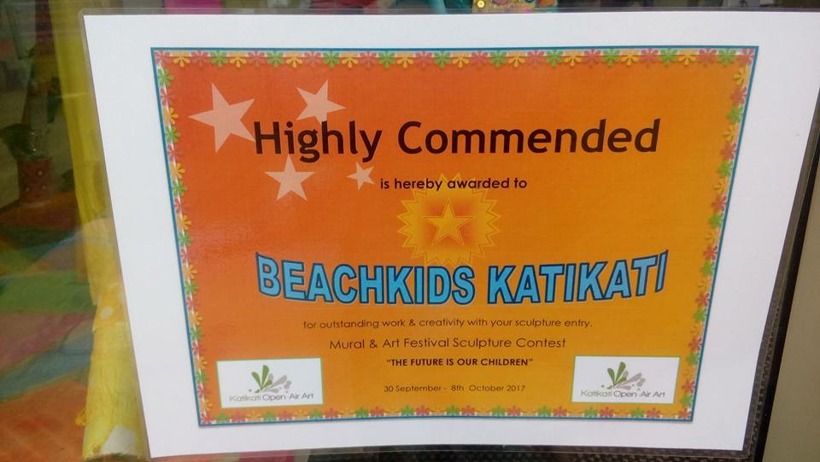 Highly Commended
is hereby awarded to
BEACHKIDS KATIKATI
for outstanding work & creativity with your sculpture entry.
Mural & Art Festival Sculpture Contest
"THE FUTURE IS OUR CHILDREN"
30 September - 8th October 2017
Katikati Open Air Art
Katikati Open Air Art